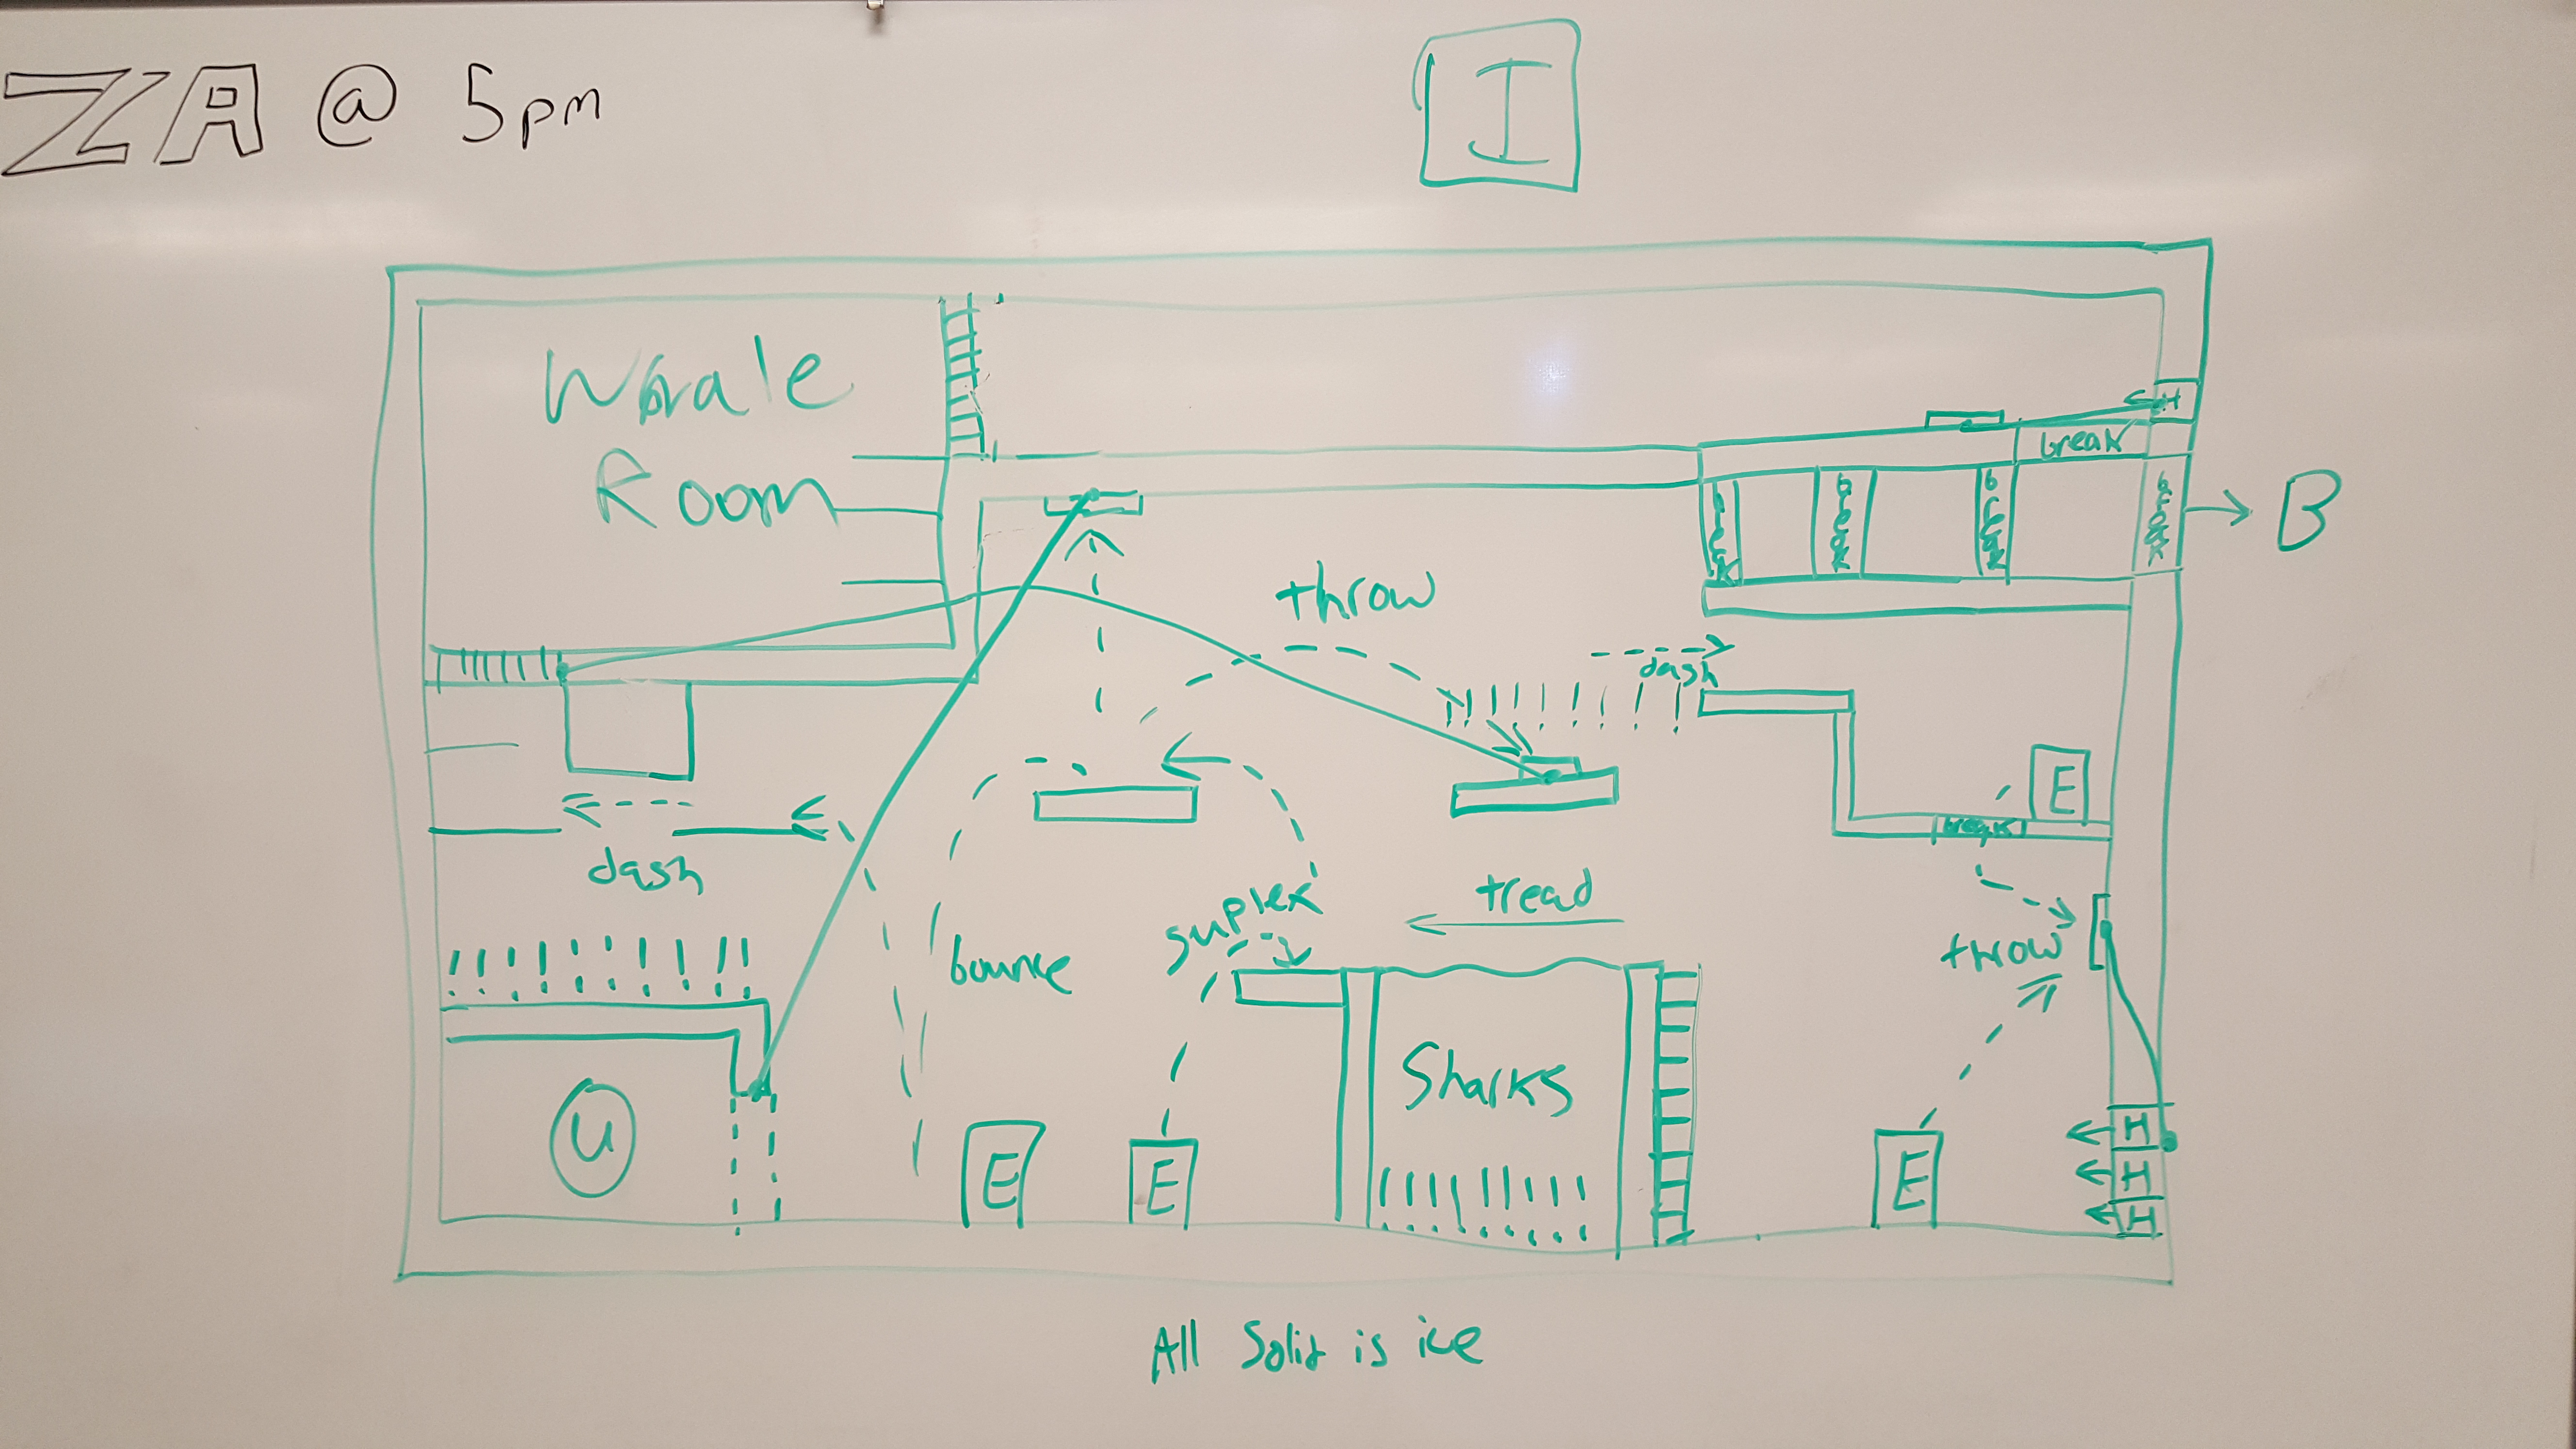 ZA @ 5pm
I
Whale
Room
H
break
break
break
break
break
B
throw
dash
E
break
dash
tread
suplex
throw
bounce
Sharks
U
E
E
E
H
H
H
All Solid is ice